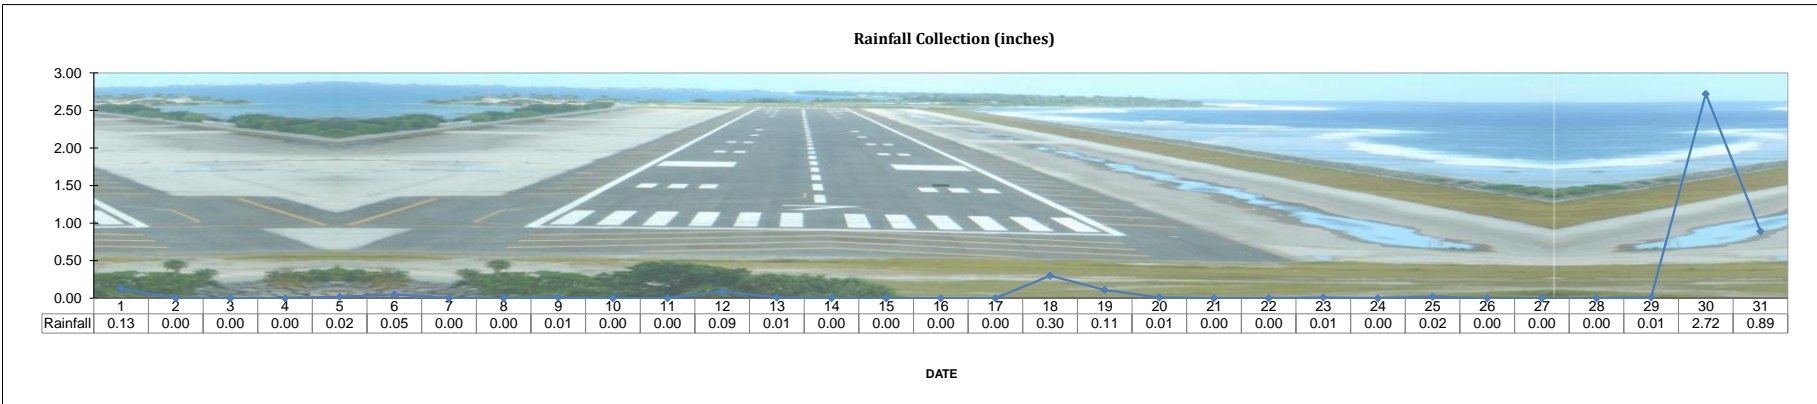 Rainfall Collection (inches)
3.00
2.50
2.00
1.50
1.00
0.50
0.00
1 2 3 4 5 6 7 8 9 10 11 12 13 14 15 16 17 18 19 20 21 22 23 24 25 26 27 28 29 30 31
Rainfall 0.13 0.00 0.00 0.00 0.02 0.05 0.00 0.00 0.01 0.00 0.00 0.09 0.01 0.00 0.00 0.00 0.00 0.30 0.11 0.01 0.00 0.00 0.01 0.00 0.02 0.00 0.00 0.00 0.01 2.72 0.89
DATE